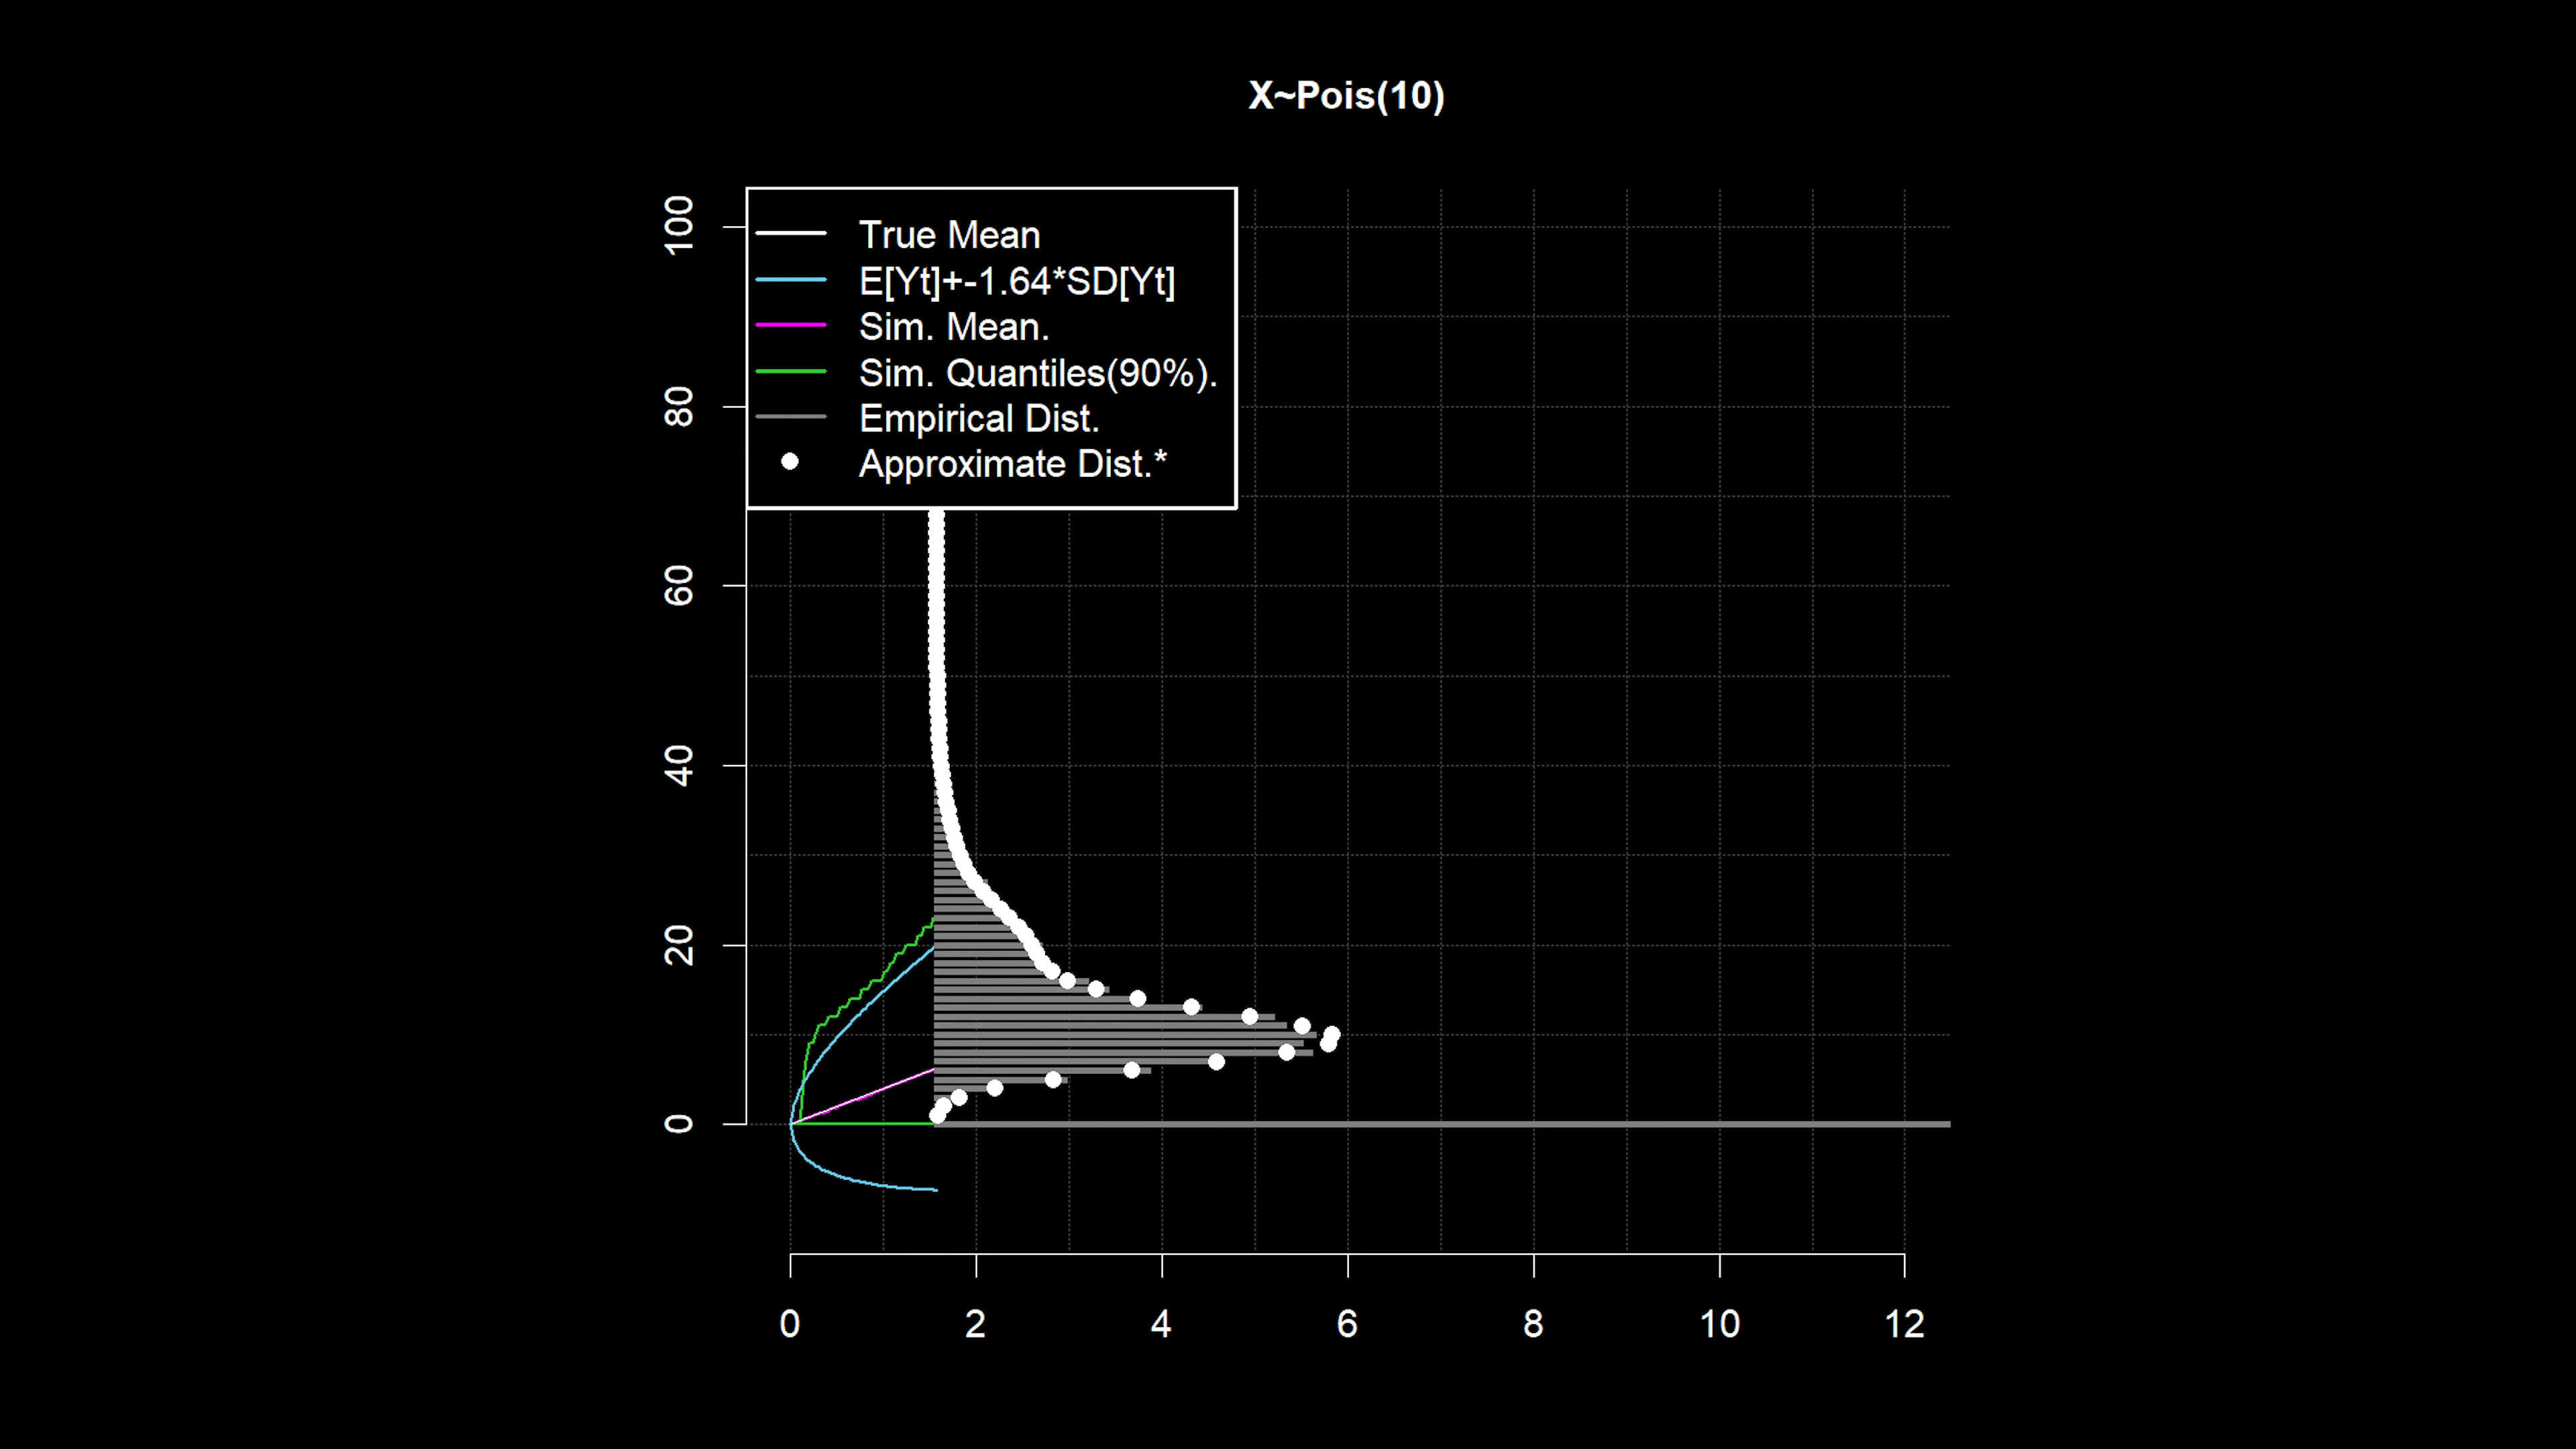 X~Pois(10)
True Mean
E[Yt]+-1.64*SD[Yt]
Sim. Mean.
Sim. Quantiles(90%).
Empirical Dist.
Approximate Dist.*
100
80
60
40
20
0
0 2 4 6 8 10 12